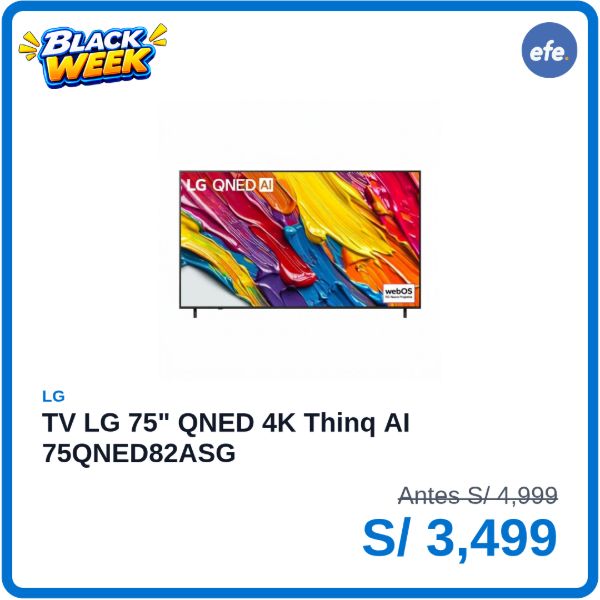 BLACK
WEEK
efe.
LG QNED AI
webOS
LG
TV LG 75" QNED 4K Thinq AI
75QNED82ASG
Antes S/ 4,999
S/ 3,499